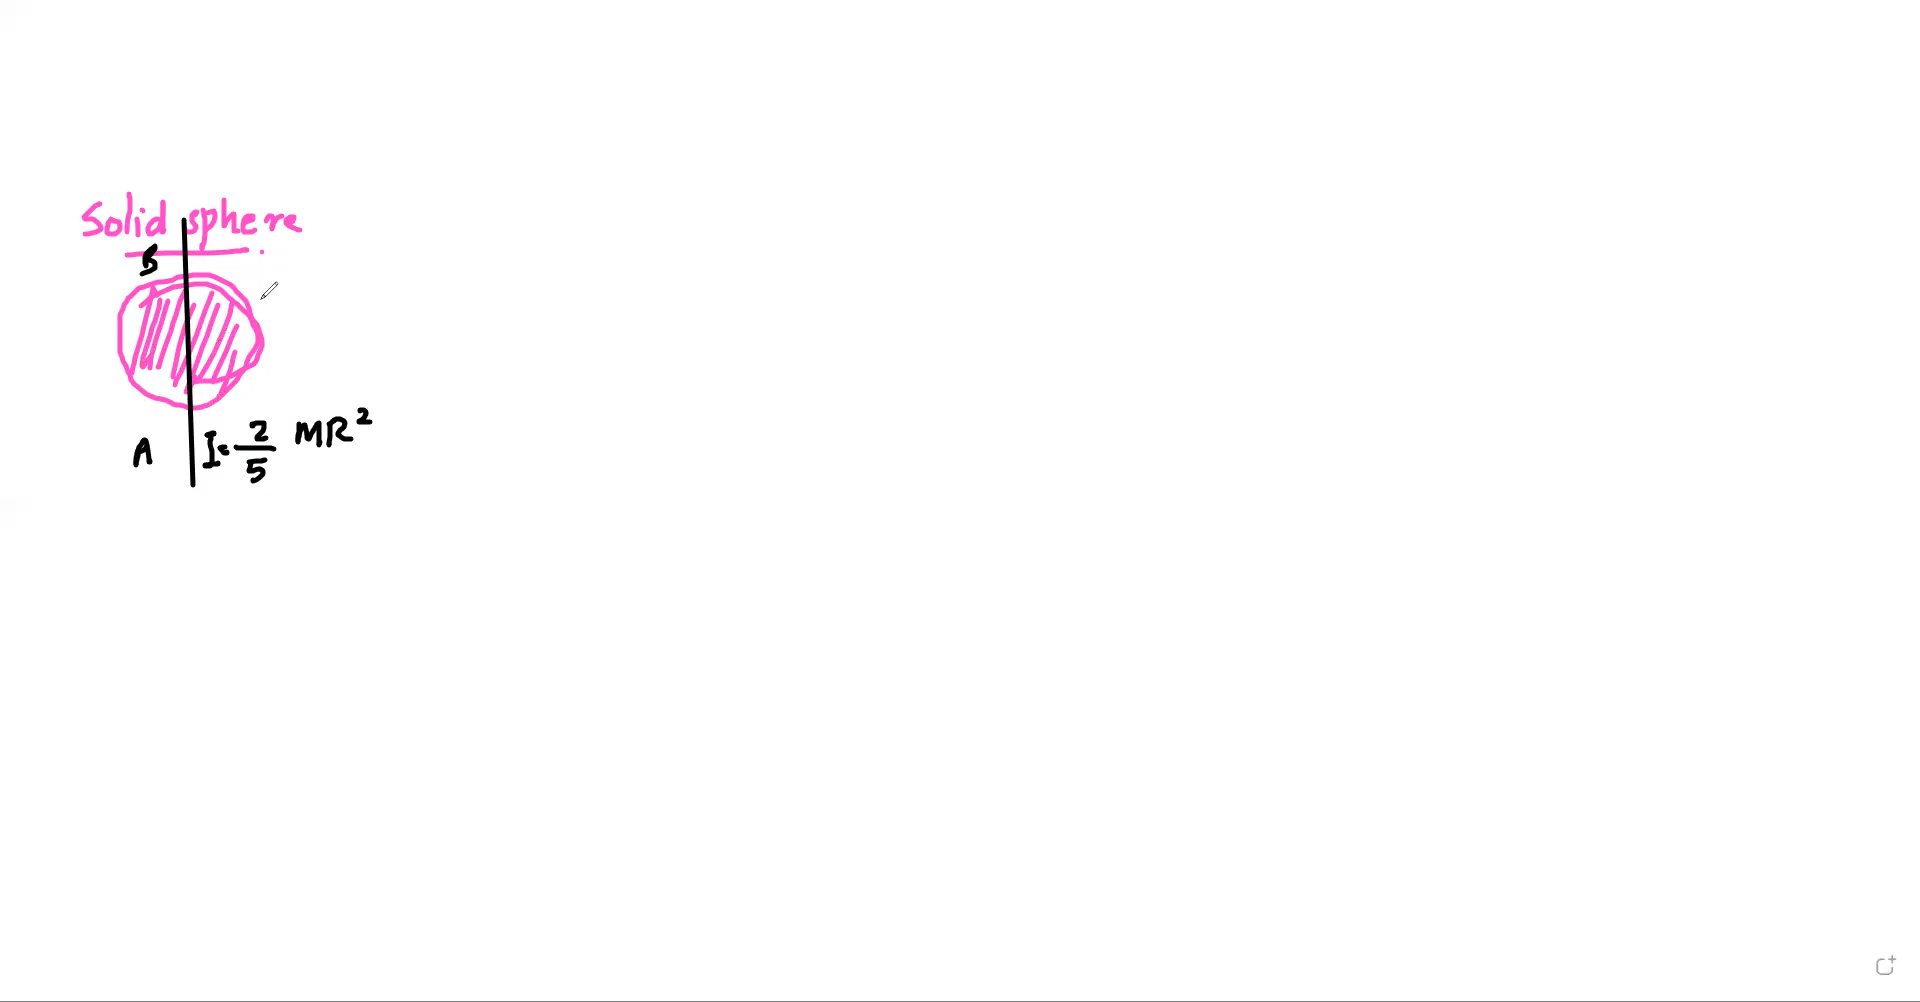 Solid sphere
B
A I = 2/5 MR²